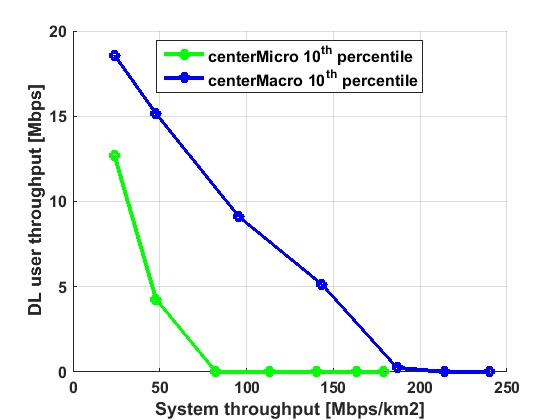 20
15
10
5
0
0 50 100 150 200 250
DL user throughput [Mbps]
System throughput [Mbps/km2]
centerMicro 10th percentile
centerMacro 10th percentile